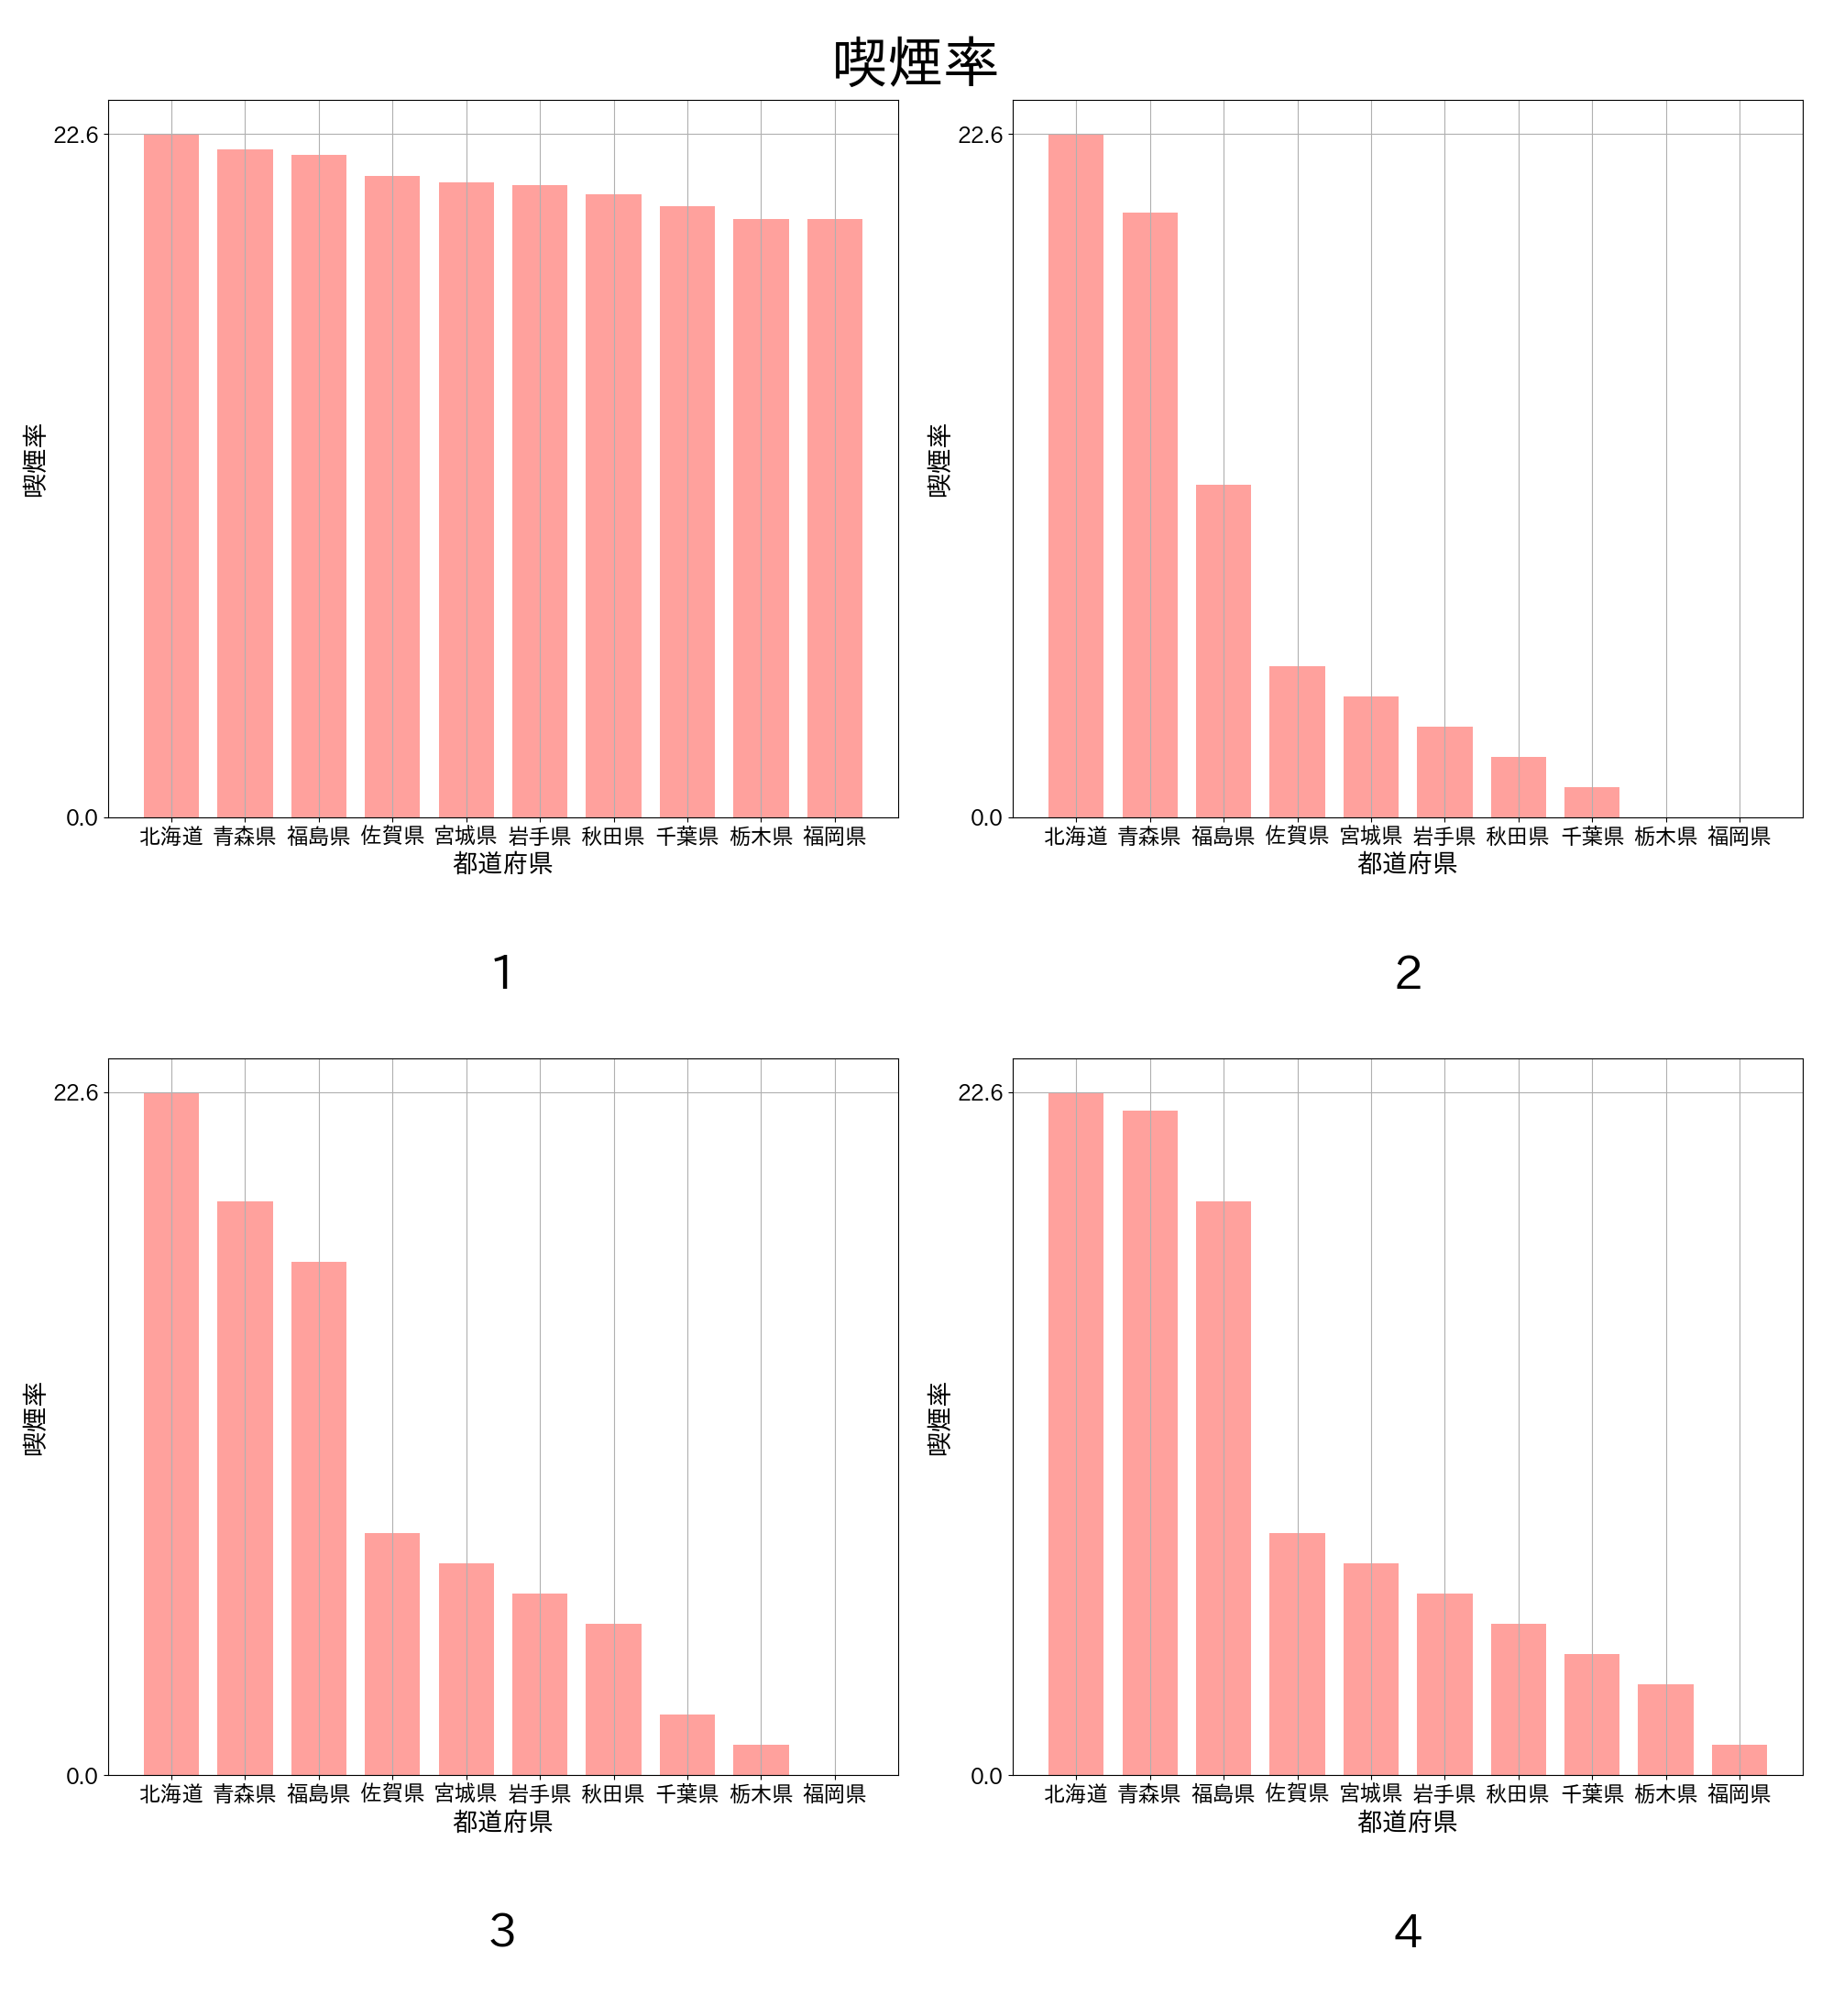 喫煙率
22.6
喫煙率
0.0
北海道 青森県 福島県 佐賀県 宮城県 岩手県 秋田県 千葉県 栃木県 福岡県
都道府県
1
22.6
喫煙率
0.0
北海道 青森県 福島県 佐賀県 宮城県 岩手県 秋田県 千葉県 栃木県 福岡県
都道府県
2
22.6
喫煙率
0.0
北海道 青森県 福島県 佐賀県 宮城県 岩手県 秋田県 千葉県 栃木県 福岡県
都道府県
3
22.6
喫煙率
0.0
北海道 青森県 福島県 佐賀県 宮城県 岩手県 秋田県 千葉県 栃木県 福岡県
都道府県
4